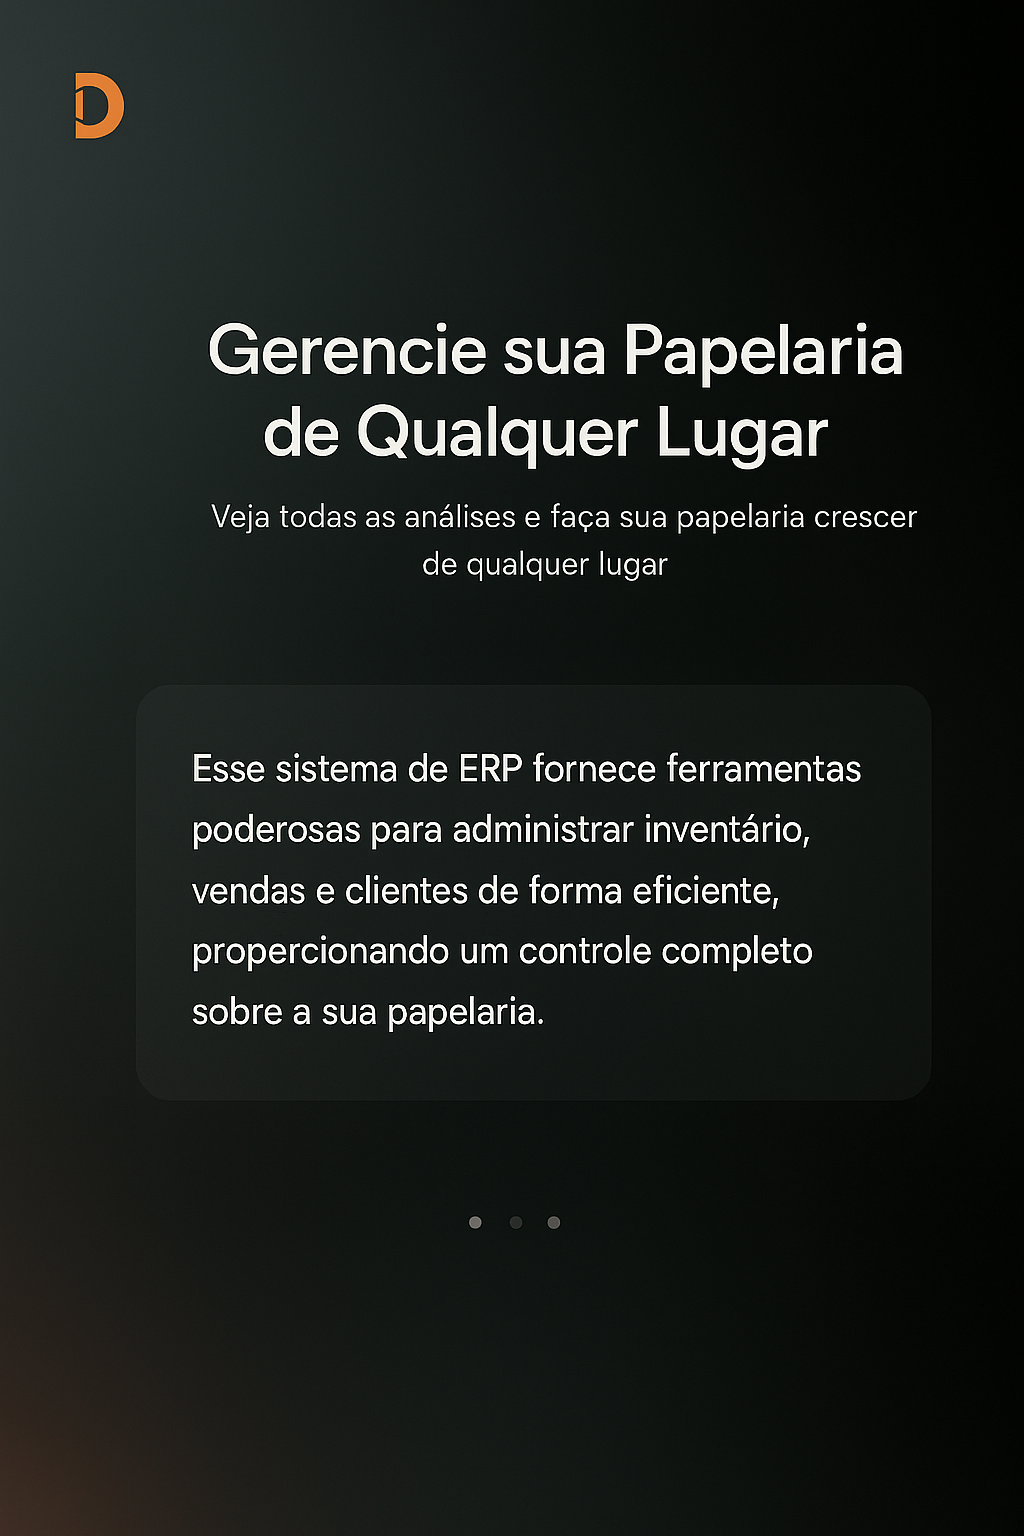 D
Gerencie sua Papelaria
de Qualquer Lugar
Veja todas as análises e faça sua papelaria crescer
de qualquer lugar
Esse sistema de ERP fornece ferramentas
poderosas para administrar inventário,
vendas e clientes de forma eficiente,
propercionando um controle completo
sobre a sua papelaria.